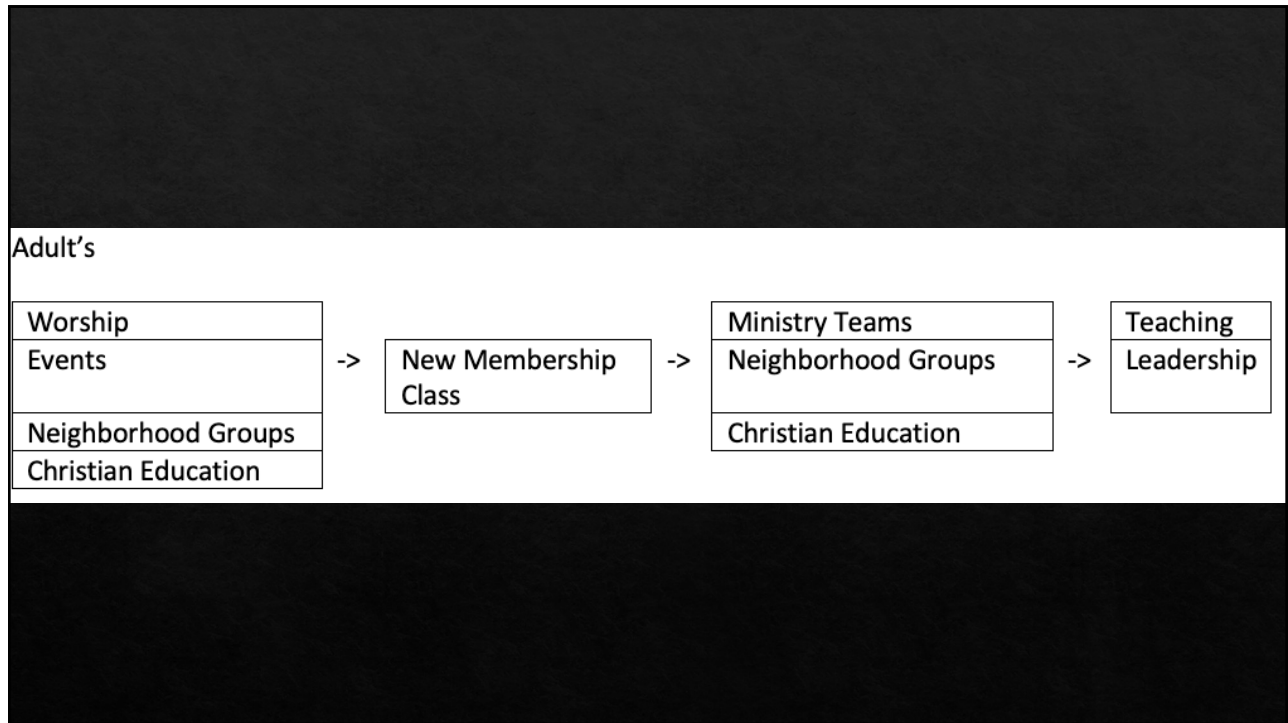 Adult’s
Worship
Events
Neighborhood Groups
Christian Education
->
New Membership
Class
->
Ministry Teams
Neighborhood Groups
Christian Education
->
Teaching
Leadership